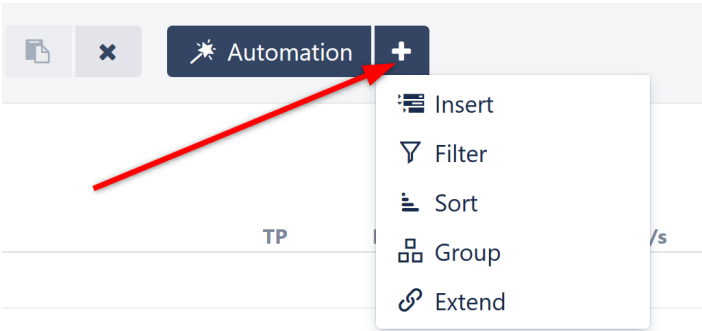 Automation
Insert
Filter
Sort
TP
/s
Group
Extend